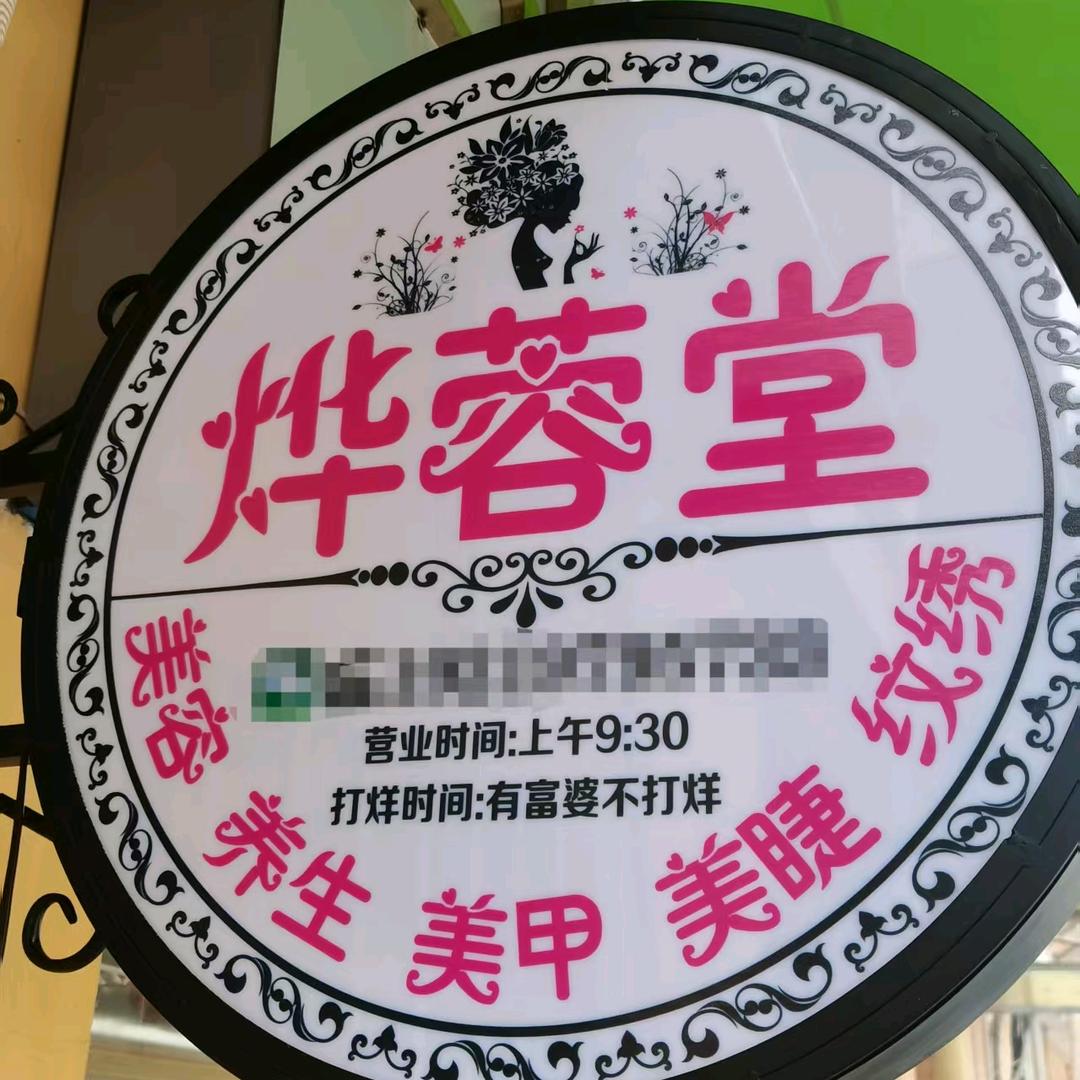 烨蓉堂
营业时间:上午9:30
打烊时间:有富婆不打烊
美容 养生 美甲 美睫 纹绣